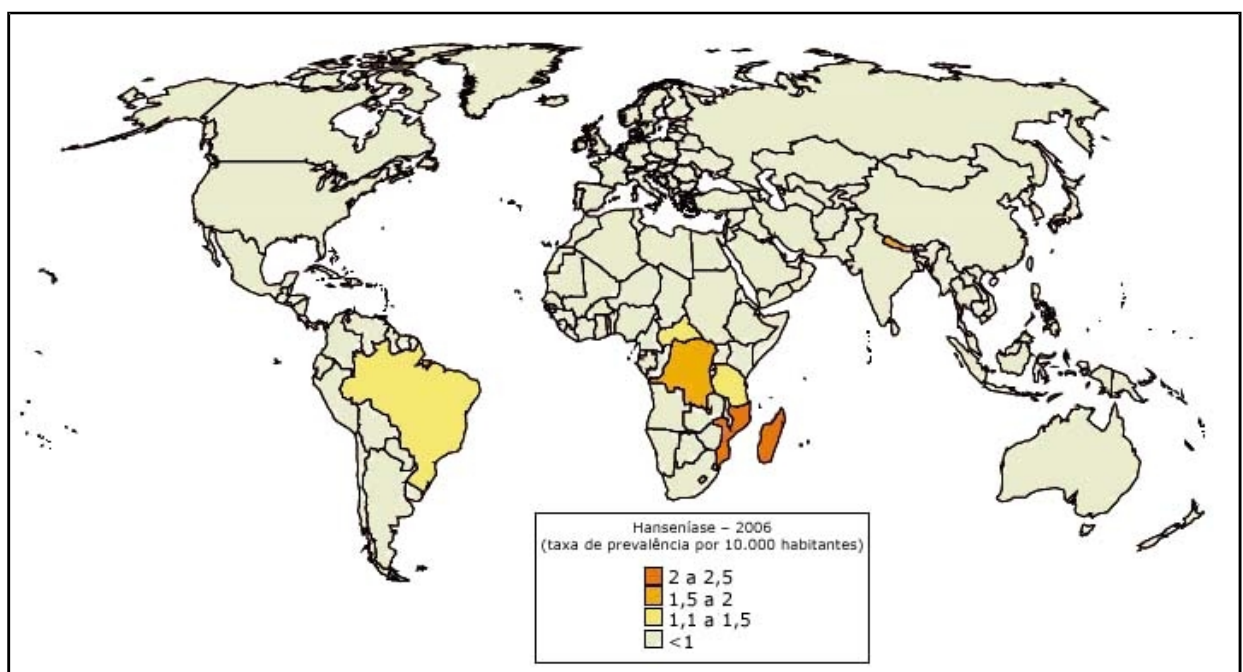 Hanseníase – 2006
(taxa de prevalência por 10.000 habitantes)
2 a 2,5
1,5 a 2
1,1 a 1,5
<1